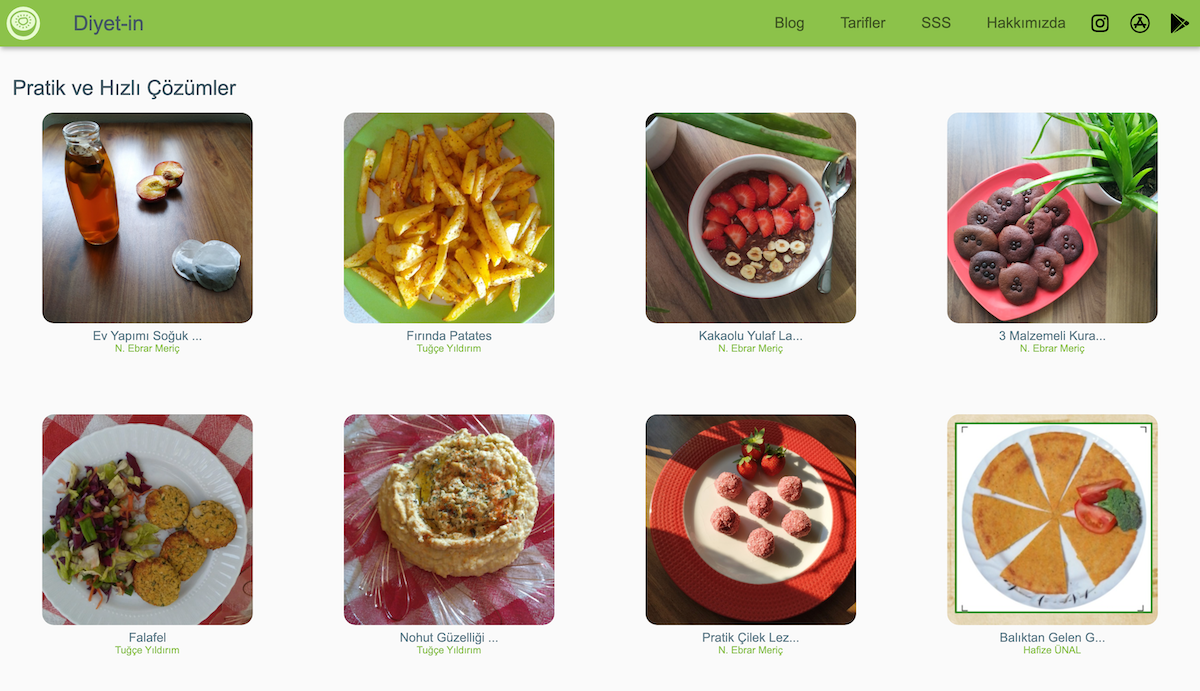 Diyet-in
Blog
Tarifler
SSS
Hakkımızda
Pratik ve Hızlı Çözümler
Ev Yapımı Soğuk ...
N. Ebrar Meriç
Fırında Patates
Tuğçe Yıldırım
Kakaolu Yulaf La...
N. Ebrar Meriç
3 Malzemeli Kura...
N. Ebrar Meriç
Falafel
Tuğçe Yıldırım
Nohut Güzelliği ...
Tuğçe Yıldırım
Pratik Çilek Lez...
N. Ebrar Meriç
Balıktan Gelen G...
Hafize ÜNAL